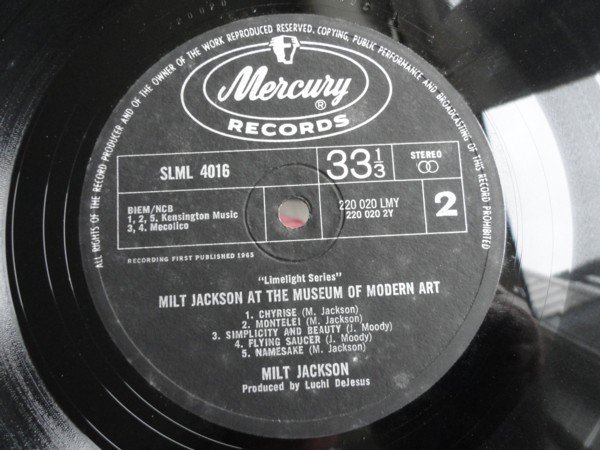 ALL RIGHTS OF THE RECORD PRODUCER AND OF THE OWNER OF THE WORK REPRODUCED RESERVED. COPYING, PUBLIC PERFORMANCE AND BROADCASTING OF THIS RECORD PROHIBITED
Mercury
®
RECORDS
SLML 4016
33 1/3
STEREO
BIEM/NCB
1, 2, 5. Kensington Music
3, 4. Mecolico
220 020 LMY
220 020 2Y
2
RECORDING FIRST PUBLISHED 1965
"Limelight Series"
MILT JACKSON AT THE MUSEUM OF MODERN ART
1. CHYRISE (M. Jackson)
2. MONTELEI (M. Jackson)
3. SIMPLICITY AND BEAUTY (J. Moody)
4. FLYING SAUCER (J. Moody)
5. NAMESAKE (M. Jackson)
MILT JACKSON
Produced by Luchi DeJesus